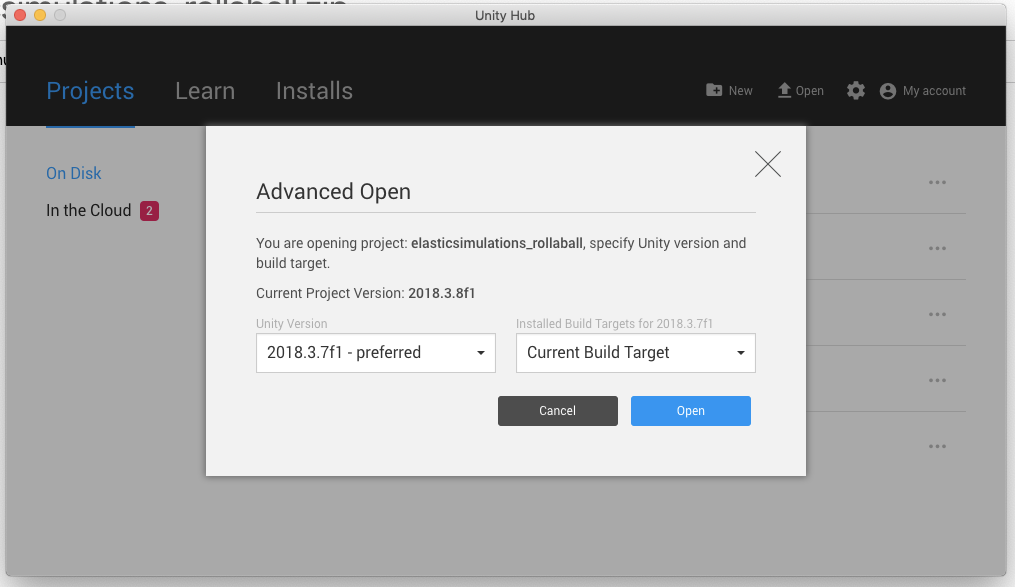 Unity Hub
Projects
Learn
Installs
New
Open
My account
On Disk
In the Cloud 2
Advanced Open
You are opening project: elasticsimulations_rollaball, specify Unity version and
build target.
Current Project Version: 2018.3.8f1
Unity Version
Installed Build Targets for 2018.3.7f1
2018.3.7f1 - preferred
Current Build Target
Cancel
Open